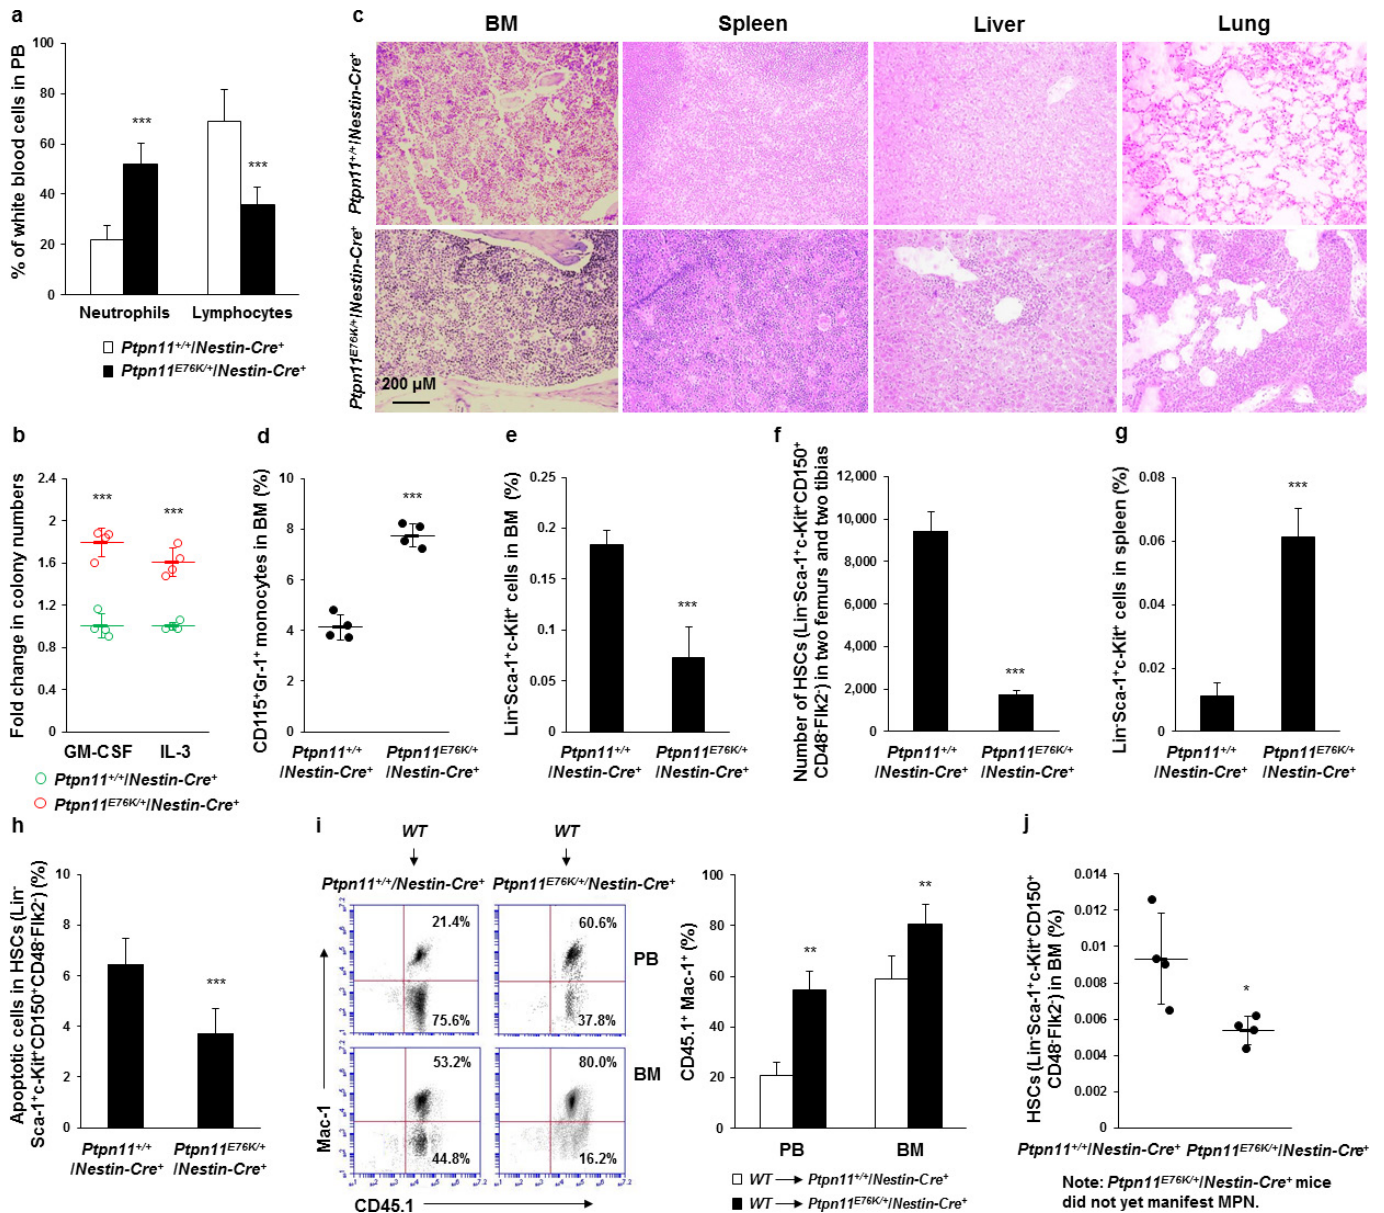 a
% of white blood cells in PB
100
80
60
40
20
0
***
***
Neutrophils Lymphocytes
Ptpn11+/+/Nestin-Cre+
Ptpn11E76K/+/Nestin-Cre+
c
BM Spleen Liver Lung
Ptpn11+/+/Nestin-Cre+
Ptpn11E76K/+/Nestin-Cre+
200 µM
b
Fold change in colony numbers
2.4
2
1.6
1.2
0.8
0.4
0
***
***
GM-CSF IL-3
Ptpn11+/+/Nestin-Cre+
Ptpn11E76K/+/Nestin-Cre+
d
CD115+Gr-1+ monocytes in BM (%)
10
8
6
4
2
0
***
Ptpn11+/+ Ptpn11E76K/+
/Nestin-Cre+ /Nestin-Cre+
e
Lin-Sca-1+c-Kit+ cells in BM (%)
0.25
0.2
0.15
0.1
0.05
0
***
Ptpn11+/+ Ptpn11E76K/+
/Nestin-Cre+ /Nestin-Cre+
f
Number of HSCs (Lin-Sca-1+c-Kit+CD150+
CD48-Flk2-) in two femurs and two tibias
12,000
10,000
8,000
6,000
4,000
2,000
0
***
Ptpn11+/+ Ptpn11E76K/+
/Nestin-Cre+ /Nestin-Cre+
g
Lin-Sca-1+c-Kit+ cells in spleen (%)
0.08
0.06
0.04
0.02
0
***
Ptpn11+/+ Ptpn11E76K/+
/Nestin-Cre+ /Nestin-Cre+
h
Apoptotic cells in HSCs (Lin-
Sca-1+c-Kit+CD150+CD48-Flk2-) (%)
10
8
6
4
2
0
***
Ptpn11+/+ Ptpn11E76K/+
/Nestin-Cre+ /Nestin-Cre+
i
WT WT
Ptpn11+/+/Nestin-Cre+ Ptpn11E76K/+/Nestin-Cre+
21.4% 60.6%
PB
75.6% 37.8%
53.2% 80.0%
BM
44.8% 16.2%
Mac-1
CD45.1
CD45.1+ Mac-1+ (%)
100
80
60
40
20
0
**
**
PB BM
WT Ptpn11+/+/Nestin-Cre+
WT Ptpn11E76K/+/Nestin-Cre+
j
HSCs (Lin-Sca-1+c-Kit+CD150+
CD48-Flk2-) in BM (%)
0.014
0.012
0.01
0.008
0.006
0.004
0.002
0
*
Ptpn11+/+/Nestin-Cre+ Ptpn11E76K/+/Nestin-Cre+
Note: Ptpn11E76K/+/Nestin-Cre+ mice
did not yet manifest MPN.